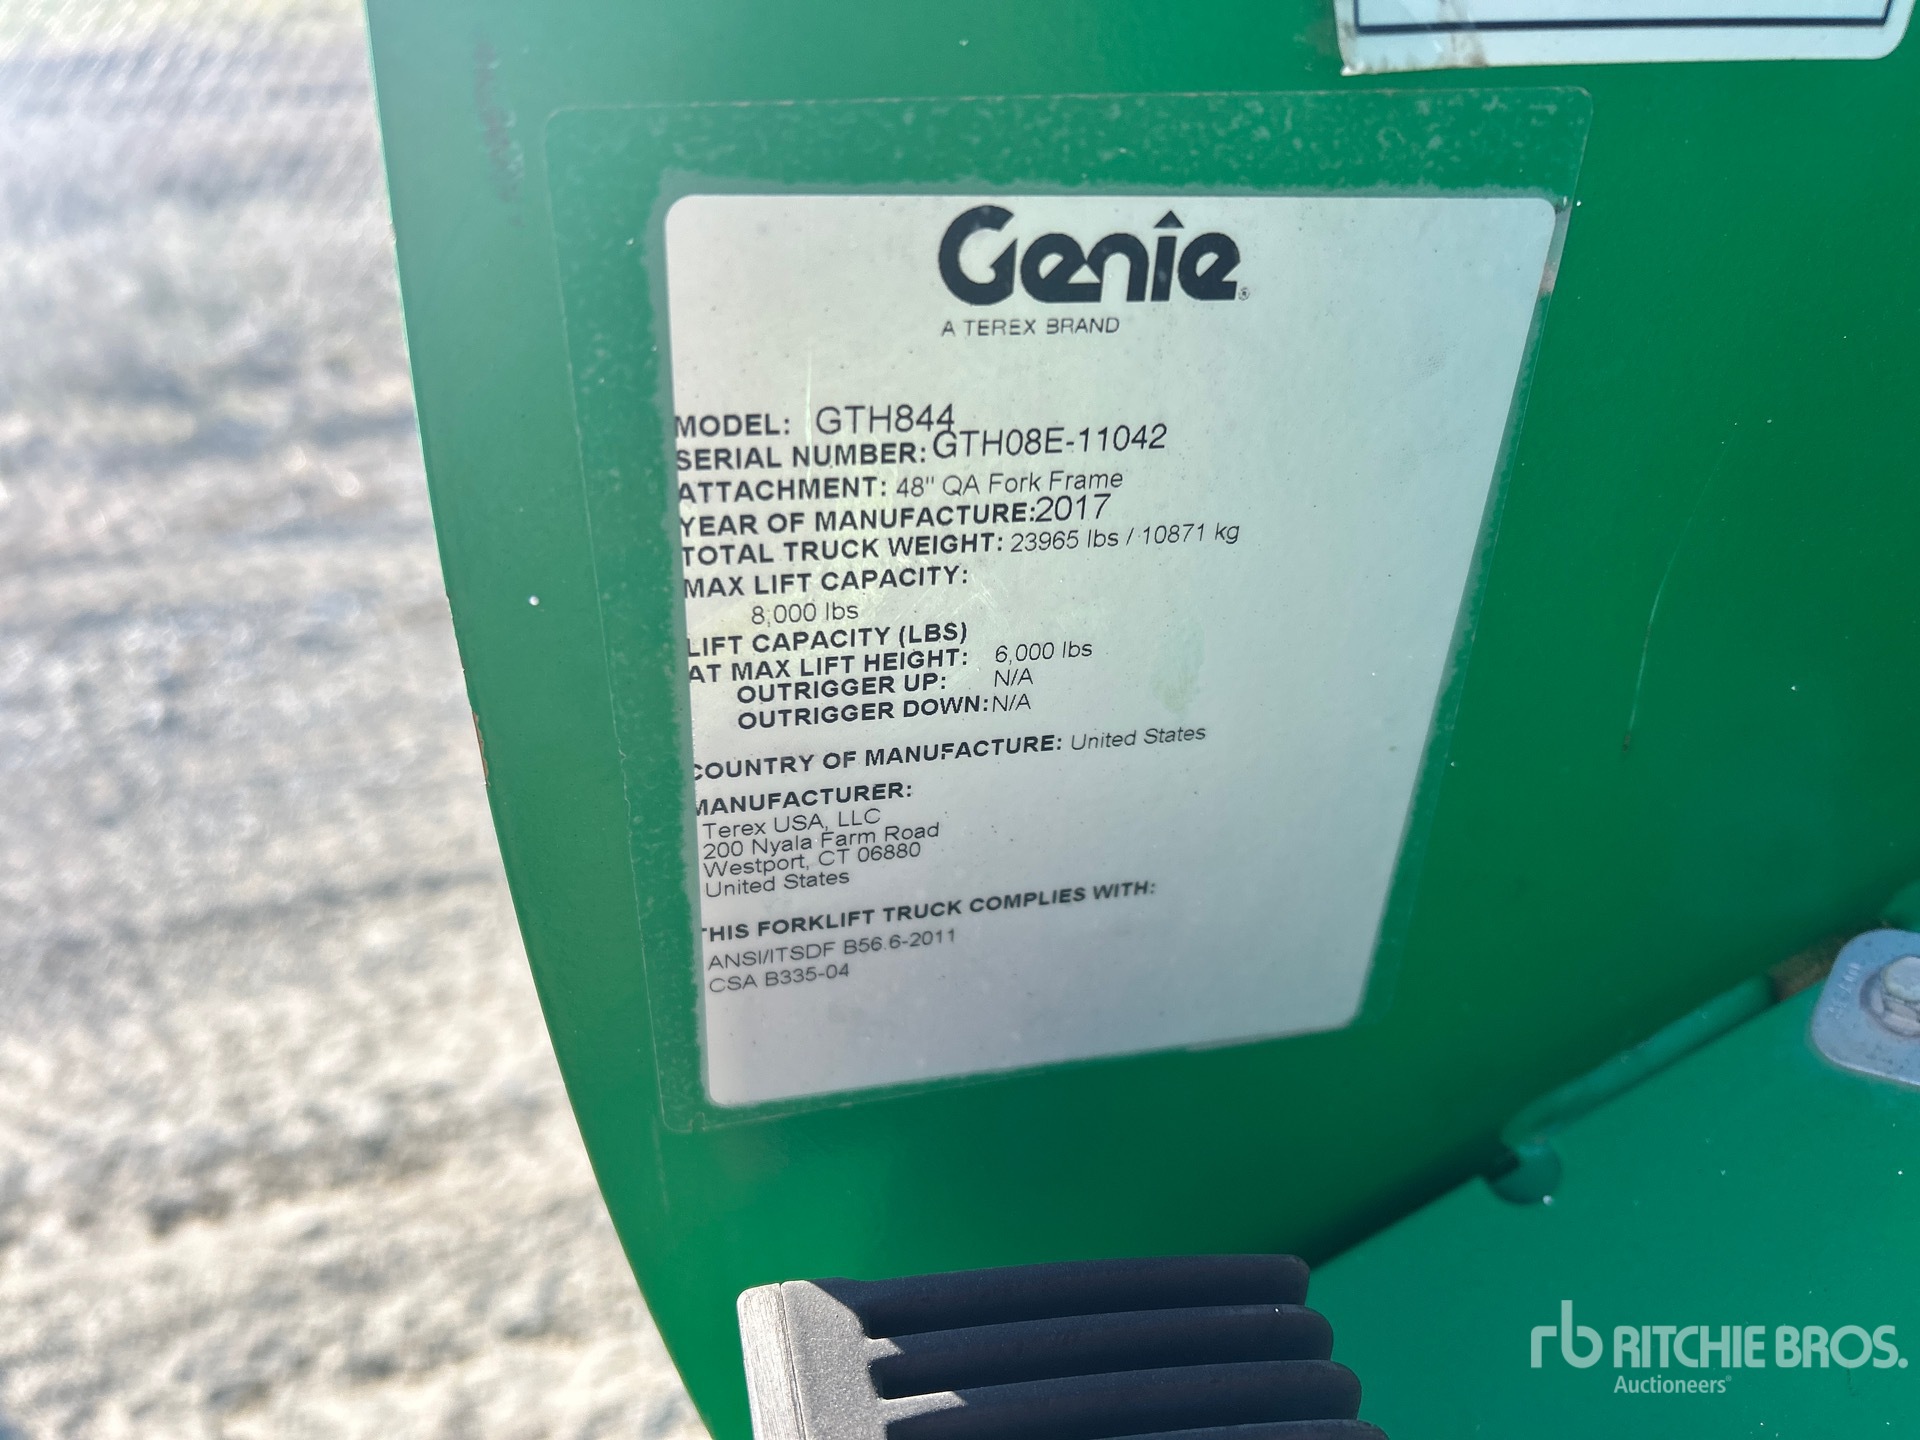 Genie®
A TEREX BRAND
MODEL: GTH844
SERIAL NUMBER: GTH08E-11042
ATTACHMENT: 48" QA Fork Frame
YEAR OF MANUFACTURE:2017
TOTAL TRUCK WEIGHT: 23965 lbs / 10871 kg
MAX LIFT CAPACITY:
8,000 lbs
LIFT CAPACITY (LBS)
AT MAX LIFT HEIGHT: 6,000 lbs
OUTRIGGER UP: N/A
OUTRIGGER DOWN: N/A
COUNTRY OF MANUFACTURE: United States
MANUFACTURER:
Terex USA, LLC
200 Nyala Farm Road
Westport, CT 06880
United States
THIS FORKLIFT TRUCK COMPLIES WITH:
ANSI/ITSDF B56.6-2011
CSA B335-04
rb RITCHIE BROS.
Auctioneers®